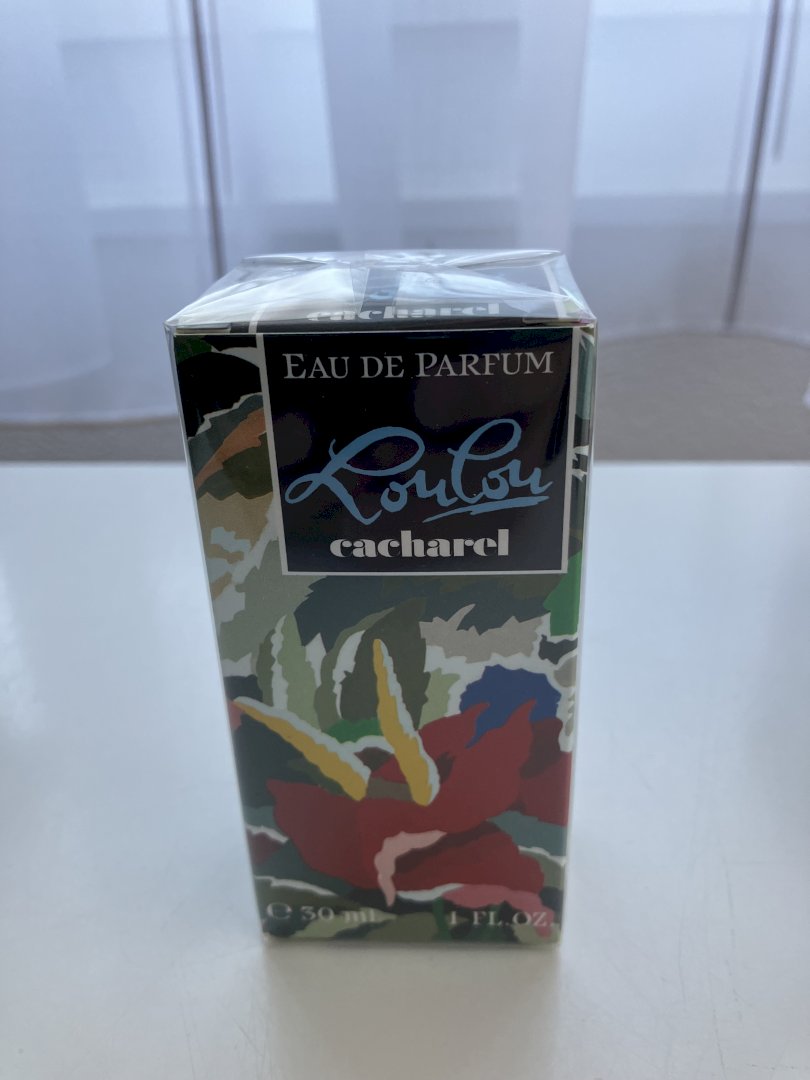 cacharel
EAU DE PARFUM
Loulou
cacharel
℮ 30 mL 1 FL.OZ.